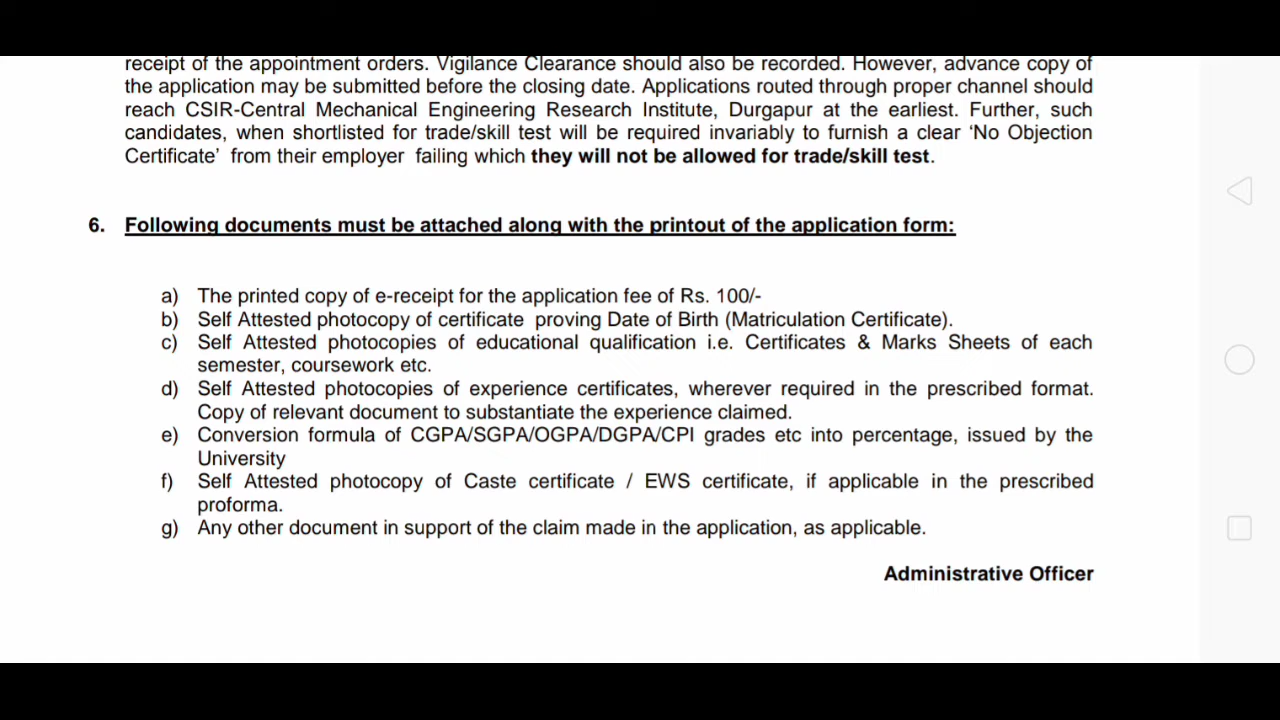 receipt of the appointment orders. Vigilance Clearance should also be recorded. However, advance copy of
the application may be submitted before the closing date. Applications routed through proper channel should
reach CSIR-Central Mechanical Engineering Research Institute, Durgapur at the earliest. Further, such
candidates, when shortlisted for trade/skill test will be required invariably to furnish a clear ‘No Objection
Certificate’ from their employer failing which they will not be allowed for trade/skill test.
6. Following documents must be attached along with the printout of the application form:
a) The printed copy of e-receipt for the application fee of Rs. 100/-
b) Self Attested photocopy of certificate proving Date of Birth (Matriculation Certificate).
c) Self Attested photocopies of educational qualification i.e. Certificates & Marks Sheets of each
semester, coursework etc.
d) Self Attested photocopies of experience certificates, wherever required in the prescribed format.
Copy of relevant document to substantiate the experience claimed.
e) Conversion formula of CGPA/SGPA/OGPA/DGPA/CPI grades etc into percentage, issued by the
University
f) Self Attested photocopy of Caste certificate / EWS certificate, if applicable in the prescribed
proforma.
g) Any other document in support of the claim made in the application, as applicable.
Administrative Officer